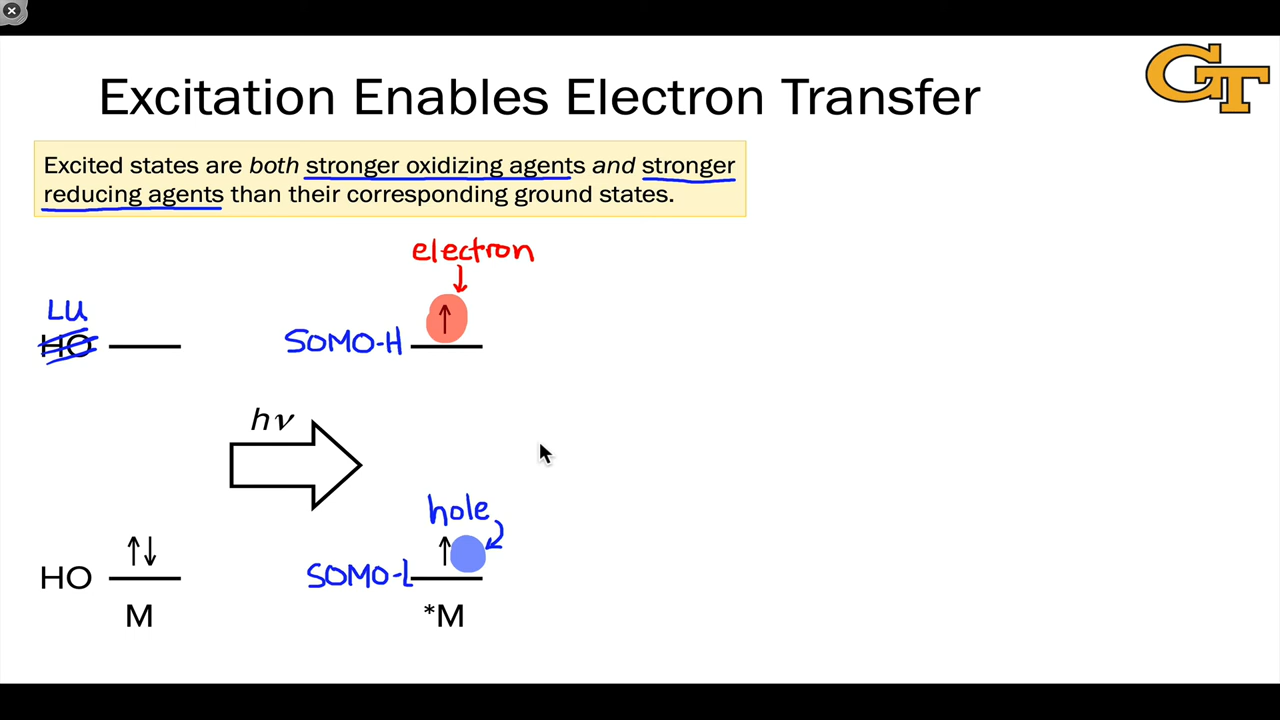 GT
Excitation Enables Electron Transfer
Excited states are both stronger oxidizing agents and stronger
reducing agents than their corresponding ground states.
electron
LU
HO
SOMO-H
↑
hν
hole
↑↓
↑
HO
SOMO-L
M
*M